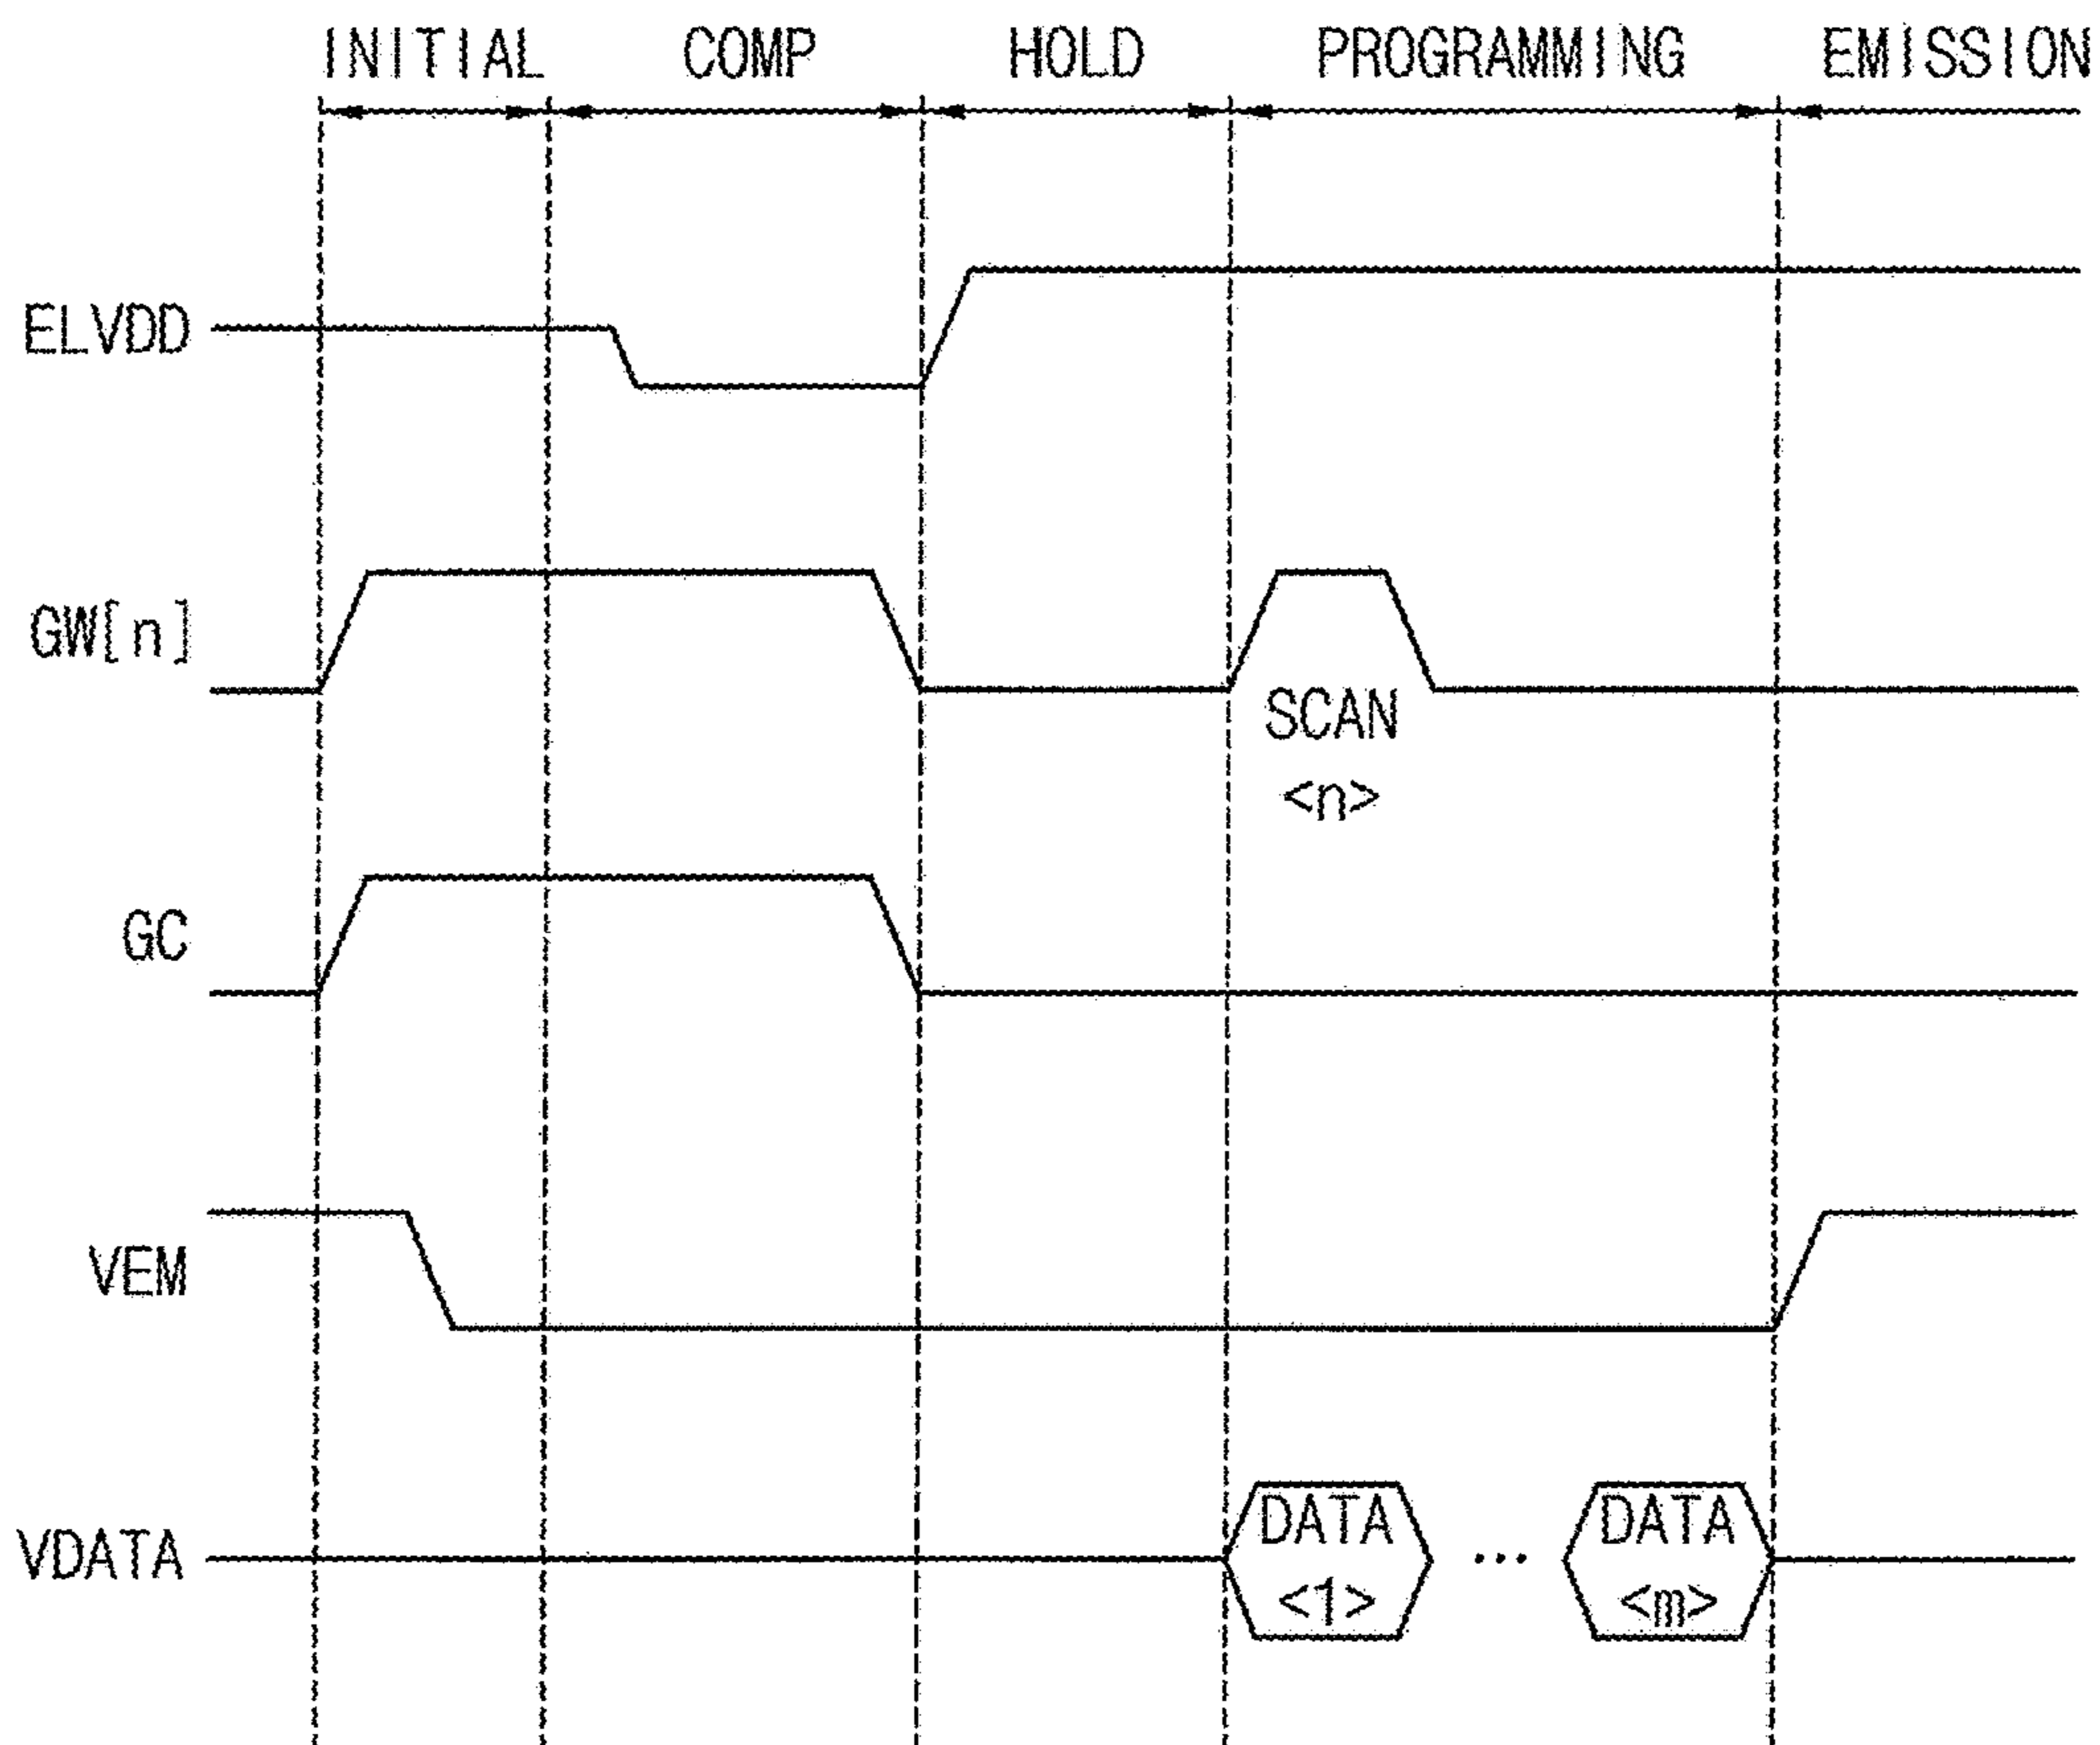 INITIAL COMP HOLD PROGRAMMING EMISSION
ELVDD
GW[n]
SCAN
<n>
GC
VEM
VDATA
DATA
<1>
...
DATA
<m>